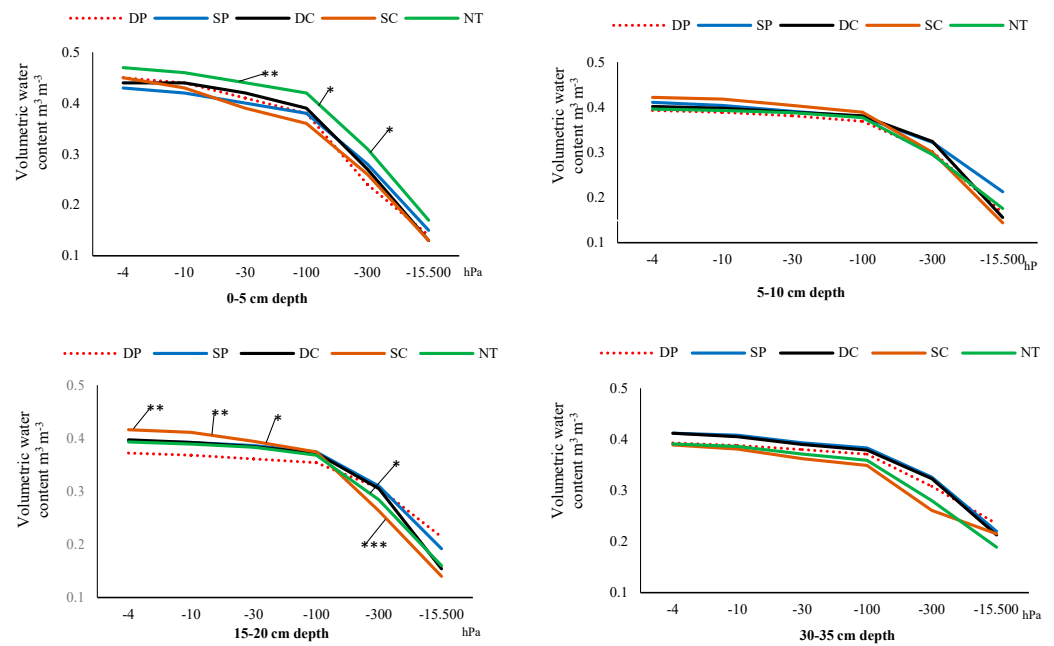 DP SP DC SC NT
Volumetric water
content m³ m⁻³
0.5
0.4
0.3
0.2
0.1
**
*
*
-4 -10 -30 -100 -300 -15.500 hPa
0-5 cm depth
DP SP DC SC NT
Volumetric water
content m³ m⁻³
0.5
0.4
0.3
0.2
0.1
-4 -10 -30 -100 -300 -15.500 hP
5-10 cm depth
DP SP DC SC NT
Volumetric water
content m³ m⁻³
0.5
0.4
0.3
0.2
0.1
** ** *
*
***
-4 -10 -30 -100 -300 -15.500
hPa
15-20 cm depth
DP SP DC SC NT
Volumetric water
content m³ m⁻³
0.5
0.4
0.3
0.2
0.1
-4 -10 -30 -100 -300 -15.500 hPa
30-35 cm depth